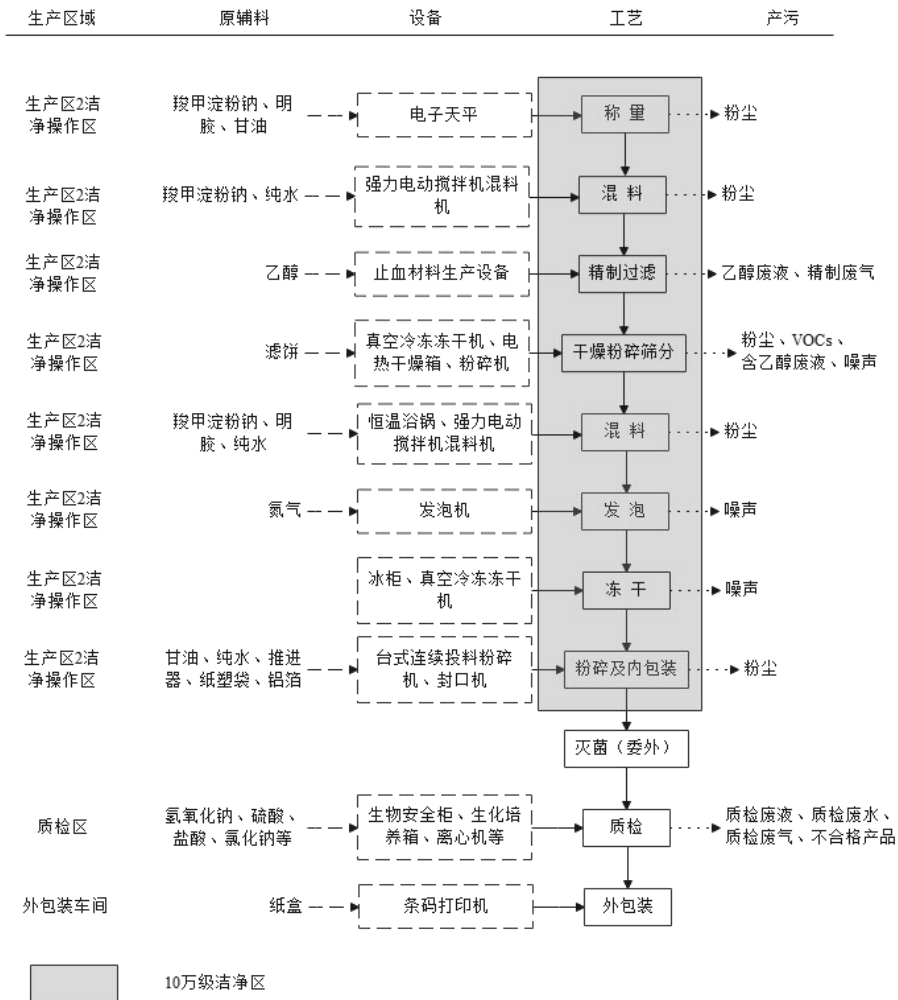 生产区域 原辅料 设备 工艺 产污
生产区2洁
净操作区
羧甲淀粉钠、明
胶、甘油
电子天平
称量
粉尘
生产区2洁
净操作区
羧甲淀粉钠、纯水
强力电动搅拌机混料
机
混料
粉尘
生产区2洁
净操作区
乙醇
止血材料生产设备
精制过滤
乙醇废液、精制废气
生产区2洁
净操作区
滤饼
真空冷冻冻干机、电
热干燥箱、粉碎机
干燥粉碎筛分
粉尘、VOCs、
含乙醇废液、噪声
生产区2洁
净操作区
羧甲淀粉钠、明
胶、纯水
恒温浴锅、强力电动
搅拌机混料机
混料
粉尘
生产区2洁
净操作区
氮气
发泡机
发泡
噪声
生产区2洁
净操作区
冰柜、真空冷冻冻干
机
冻干
噪声
生产区2洁
净操作区
甘油、纯水、推进
器、纸塑袋、铝箔
台式连续投料粉碎
机、封口机
粉碎及内包装
粉尘
灭菌（委外）
质检区
氢氧化钠、硫酸、
盐酸、氯化钠等
生物安全柜、生化培
养箱、离心机等
质检
质检废液、质检废水、
质检废气、不合格产品
外包装车间
纸盒
条码打印机
外包装
10万级洁净区